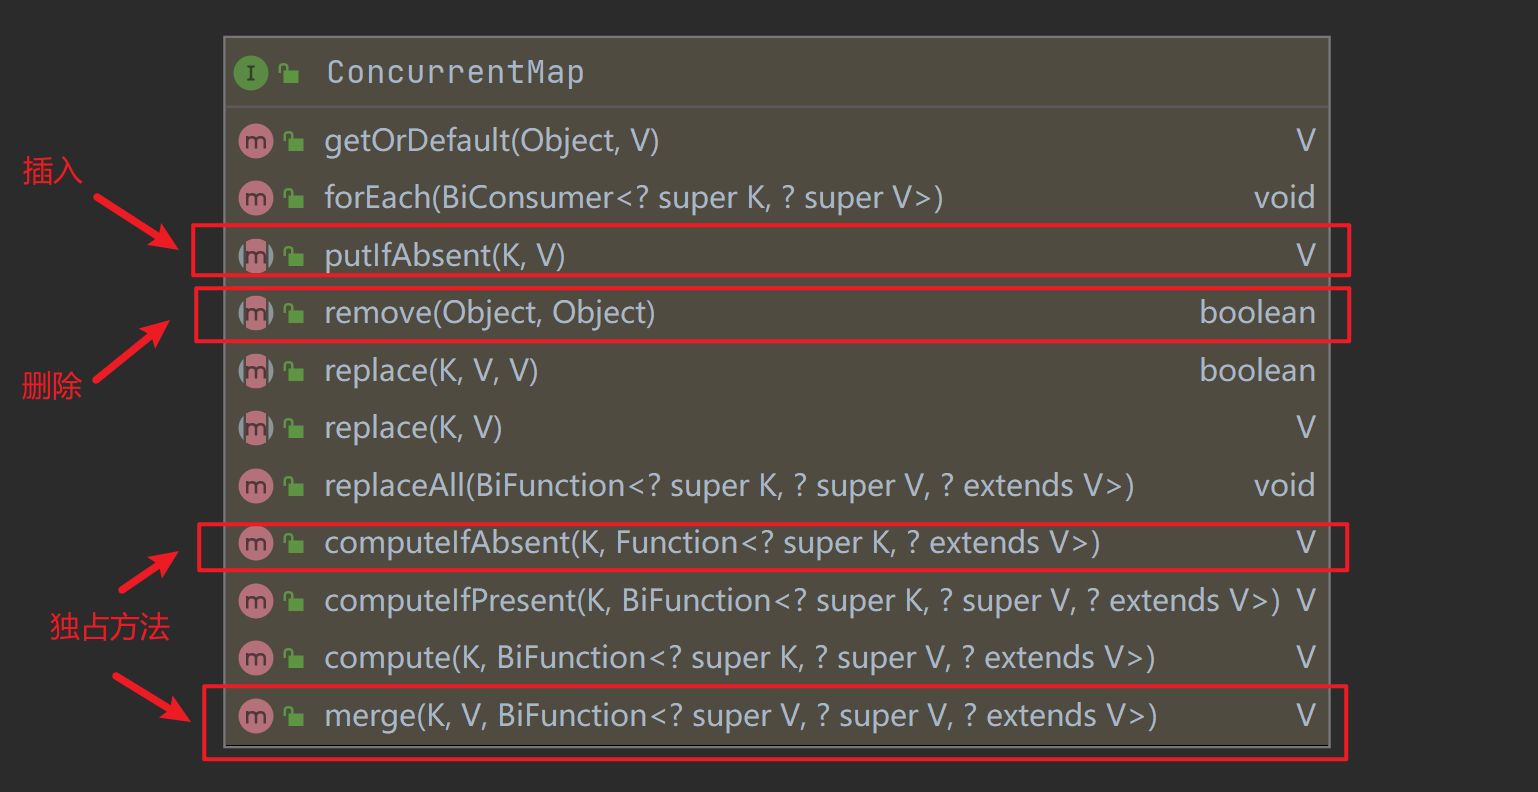 ConcurrentMap
getOrDefault(Object, V) V
forEach(BiConsumer<? super K, ? super V>) void
插入
putIfAbsent(K, V) V
remove(Object, Object) boolean
删除
replace(K, V, V) boolean
replace(K, V) V
replaceAll(BiFunction<? super K, ? super V, ? extends V>) void
computeIfAbsent(K, Function<? super K, ? extends V>) V
独占方法
computeIfPresent(K, BiFunction<? super K, ? super V, ? extends V>) V
compute(K, BiFunction<? super K, ? super V, ? extends V>) V
merge(K, V, BiFunction<? super V, ? super V, ? extends V>) V